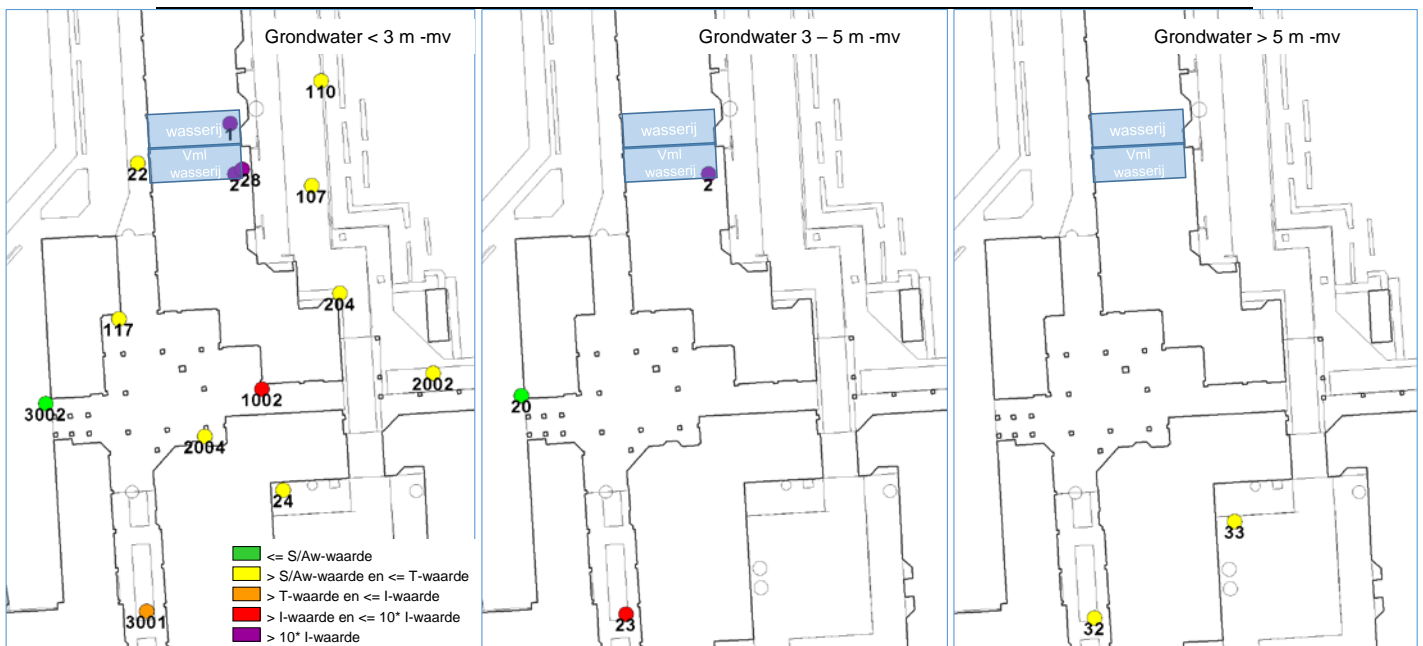 Grondwater < 3 m -mv
110
wasserij
1
Vml
wasserij
22
2
28
107
204
117
2002
1002
3002
2004
24
3001
<= S/Aw-waarde
> S/Aw-waarde en <= T-waarde
> T-waarde en <= I-waarde
> I-waarde en <= 10* I-waarde
> 10* I-waarde
Grondwater 3 – 5 m -mv
wasserij
Vml
wasserij
2
20
23
Grondwater > 5 m -mv
wasserij
Vml
wasserij
33
32